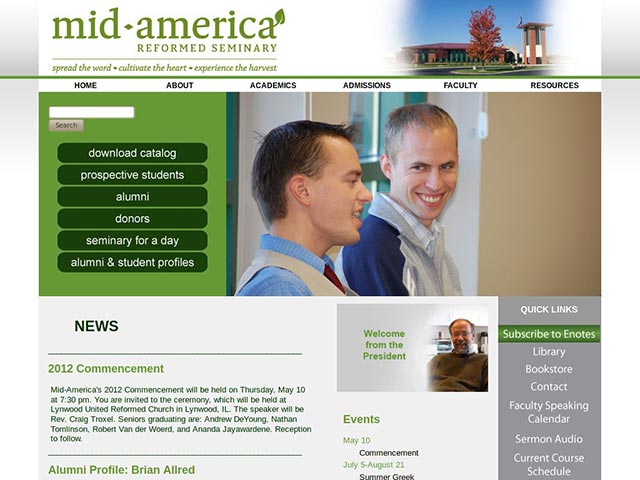 mid-america
REFORMED SEMINARY
spread the word • cultivate the heart • experience the harvest
HOME ABOUT ACADEMICS ADMISSIONS FACULTY RESOURCES
Search
download catalog
prospective students
alumni
donors
seminary for a day
alumni & student profiles
NEWS
2012 Commencement
Mid-America's 2012 Commencement will be held on Thursday, May 10
at 7:30 pm. You are invited to the ceremony, which will be held at
Lynwood United Reformed Church in Lynwood, IL. The speaker will be
Rev. Craig Troxel. Seniors graduating are: Andrew DeYoung, Nathan
Tomlinson, Robert Van der Woerd, and Ananda Jayawardene. Reception
to follow.
Alumni Profile: Brian Allred
Welcome
from the
President
Events
May 10
Commencement
July 5-August 21
Summer Greek
QUICK LINKS
Subscribe to Enotes
Library
Bookstore
Contact
Faculty Speaking
Calendar
Sermon Audio
Current Course
Schedule